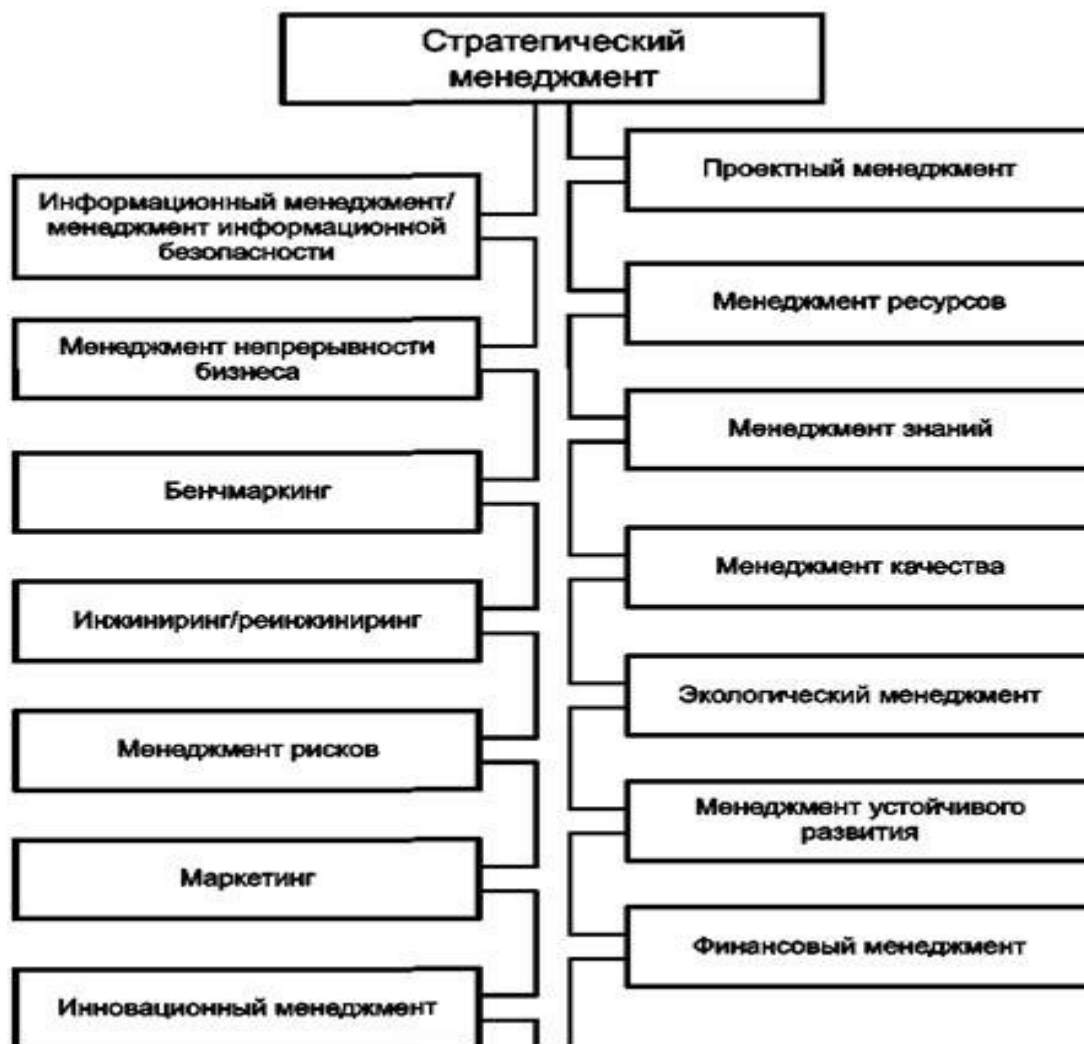 Стратегический
менеджмент
Информационный менеджмент/
менеджмент информационной
безопасности
Менеджмент непрерывности
бизнеса
Бенчмаркинг
Инжиниринг/реинжиниринг
Менеджмент рисков
Маркетинг
Инновационный менеджмент
Проектный менеджмент
Менеджмент ресурсов
Менеджмент знаний
Менеджмент качества
Экологический менеджмент
Менеджмент устойчивого
развития
Финансовый менеджмент